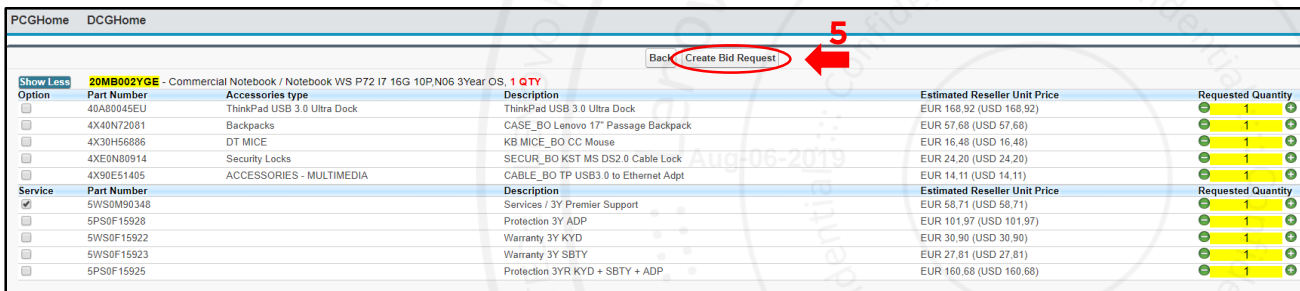 PCGHome DCGHome
5
Back Create Bid Request
Show Less 20MB002YGE - Commercial Notebook / Notebook WS P72 I7 16G 10P,N06 3Year OS, 1 QTY
Option Part Number Accessories type Description Estimated Reseller Unit Price Requested Quantity
40A80045EU ThinkPad USB 3.0 Ultra Dock ThinkPad USB 3.0 Ultra Dock EUR 168,92 (USD 168,92) 1
4X40N72081 Backpacks CASE_BO Lenovo 17" Passage Backpack EUR 57,68 (USD 57,68) 1
4X30H56886 DT MICE KB MICE_BO CC Mouse EUR 16,48 (USD 16,48) 1
4XE0N80914 Security Locks SECUR_BO KST MS DS2.0 Cable Lock EUR 24,20 (USD 24,20) 1
4X90E51405 ACCESSORIES - MULTIMEDIA CABLE_BO TP USB3.0 to Ethernet Adpt EUR 14,11 (USD 14,11) 1
Service Part Number Description Estimated Reseller Unit Price Requested Quantity
5WS0M90348 Services / 3Y Premier Support EUR 58,71 (USD 58,71) 1
5PS0F15928 Protection 3Y ADP EUR 101,97 (USD 101,97) 1
5WS0F15922 Warranty 3Y KYD EUR 30,90 (USD 30,90) 1
5WS0F15923 Warranty 3Y SBTY EUR 27,81 (USD 27,81) 1
5PS0F15925 Protection 3YR KYD + SBTY + ADP EUR 160,68 (USD 160,68) 1
Aug-06-2019